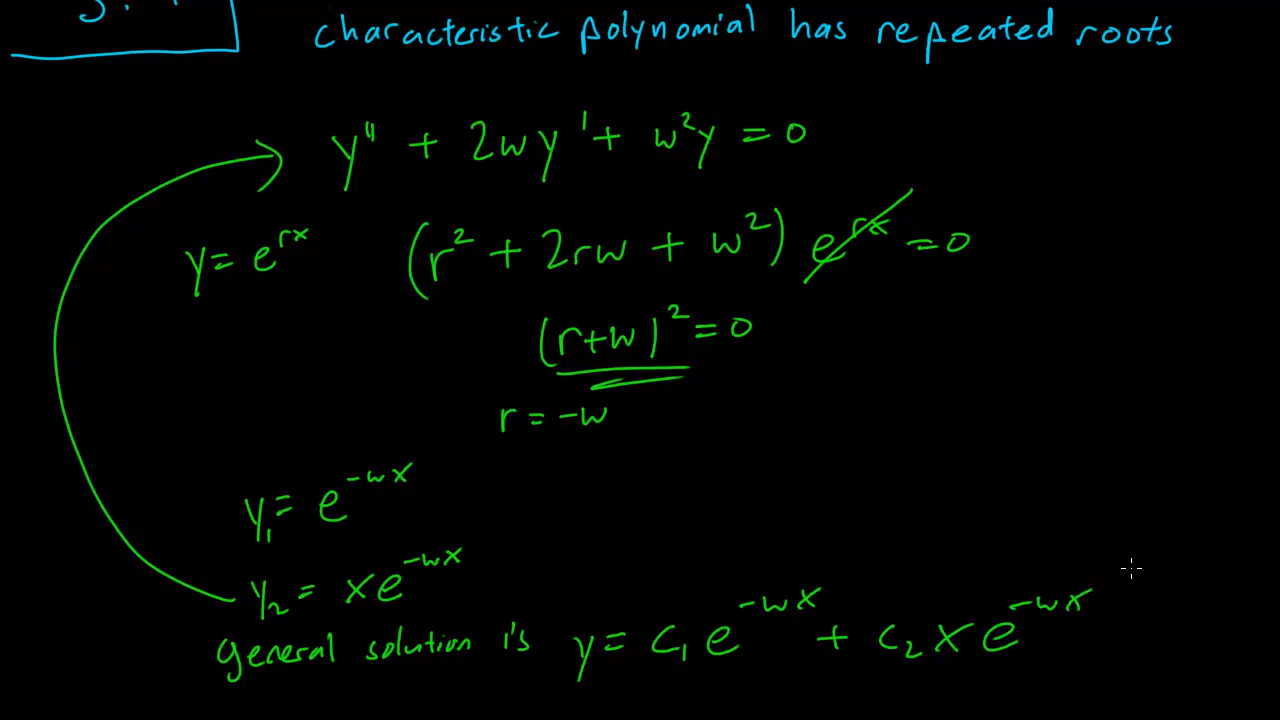 characteristic polynomial has repeated roots
y" + 2wy' + w²y = 0
y = e^{rx} (r² + 2rw + w²) e^{rx} = 0
(r+w)² = 0
r = -w
y₁ = e^{-wx}
y₂ = xe^{-wx}
general solution is y = c₁e^{-wx} + c₂xe^{-wx}